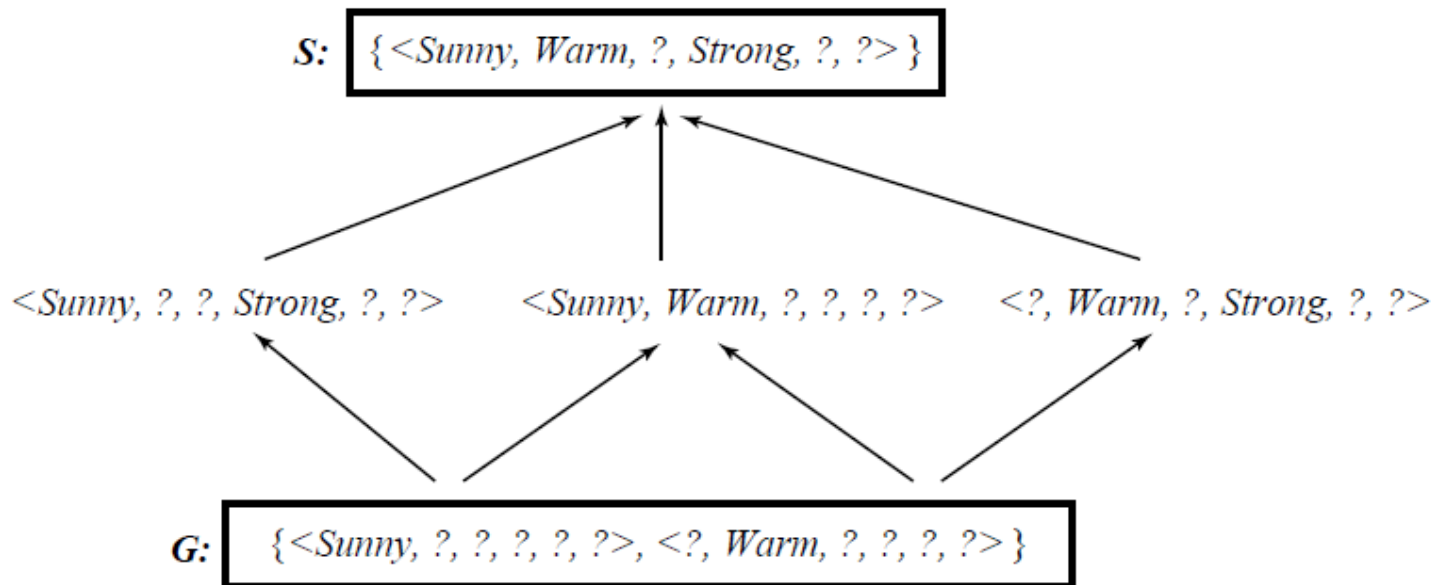 S: {<Sunny, Warm, ?, Strong, ?, ?>}
<Sunny, ?, ?, Strong, ?, ?> <Sunny, Warm, ?, ?, ?, ?> <?, Warm, ?, Strong, ?, ?>
G: {<Sunny, ?, ?, ?, ?, ?>, <?, Warm, ?, ?, ?, ?>}